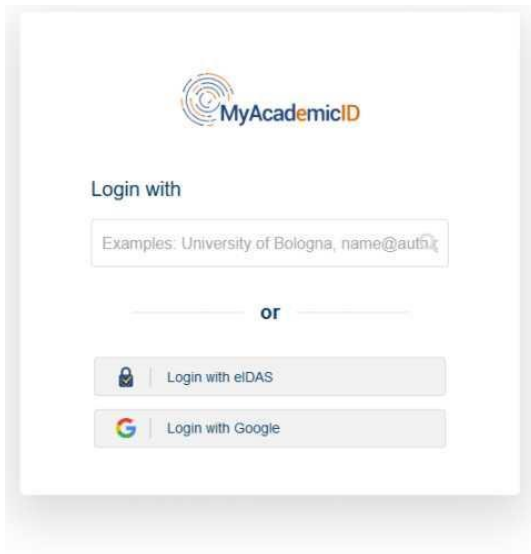 MyAcademicID
Login with
Examples: University of Bologna, name@auth.
or
Login with eIDAS
Login with Google